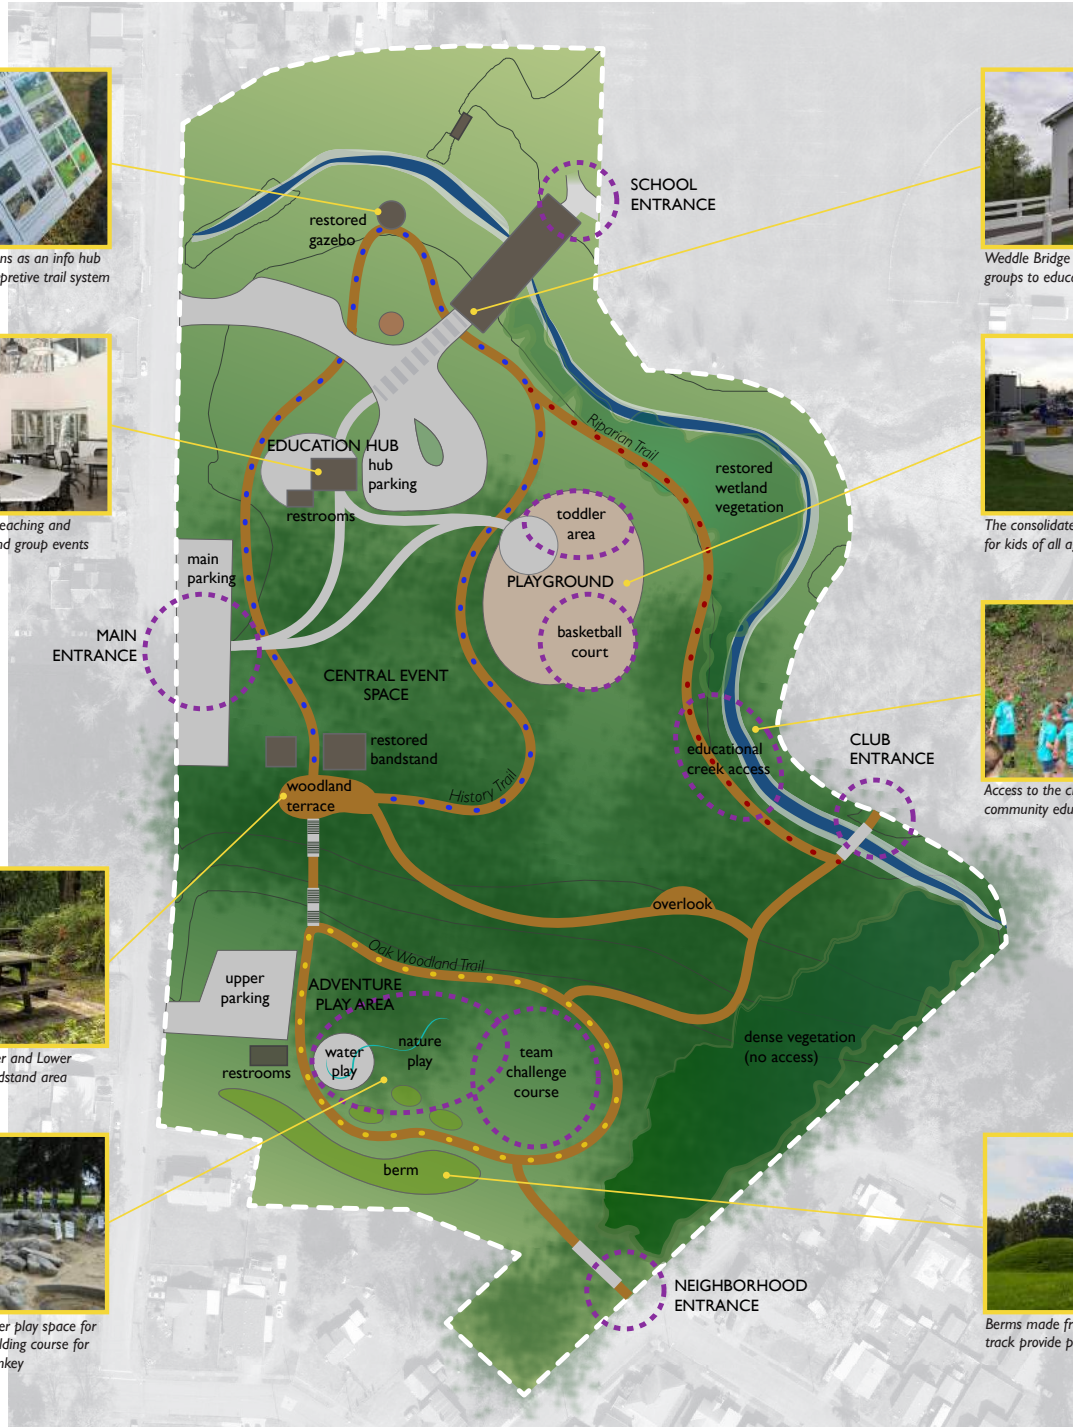 SCHOOL
ENTRANCE
restored
gazebo
ns as an info hub
pretive trail system
Weddle Bridge
groups to educa
Riparian Trail
EDUCATION HUB
hub
parking
restrooms
restored
wetland
vegetation
toddler
area
PLAYGROUND
basketball
court
eaching and
nd group events
The consolidate
for kids of all a
main
parking
MAIN
ENTRANCE
CENTRAL EVENT
SPACE
restored
bandstand
woodland
terrace
History Trail
educational
creek access
CLUB
ENTRANCE
Access to the c
community edu
overlook
Oak Woodland Trail
upper
parking
ADVENTURE
PLAY AREA
water
play
nature
play
team
challenge
course
restrooms
dense vegetation
(no access)
er and Lower
dstand area
berm
NEIGHBORHOOD
ENTRANCE
er play space for
lding course for
nkey
Berms made fr
track provide p